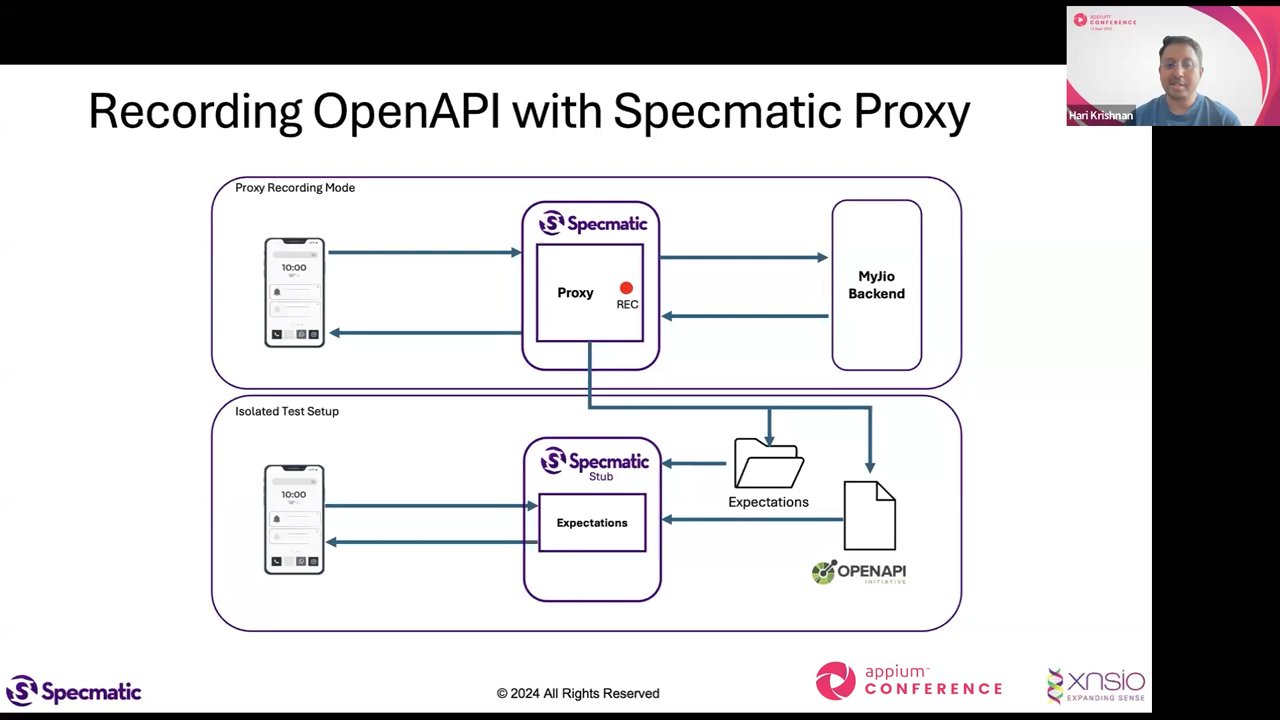 appium
CONFERENCE
Hari Krishnan
Recording OpenAPI with Specmatic Proxy
Proxy Recording Mode
10:00
Specmatic
Proxy
REC
MyJio
Backend
Isolated Test Setup
10:00
Specmatic
Stub
Expectations
Expectations
OPENAPI
INITIATIVE
Specmatic
© 2024 All Rights Reserved
appium™
CONFERENCE
xnsio
EXPANDING SENSE